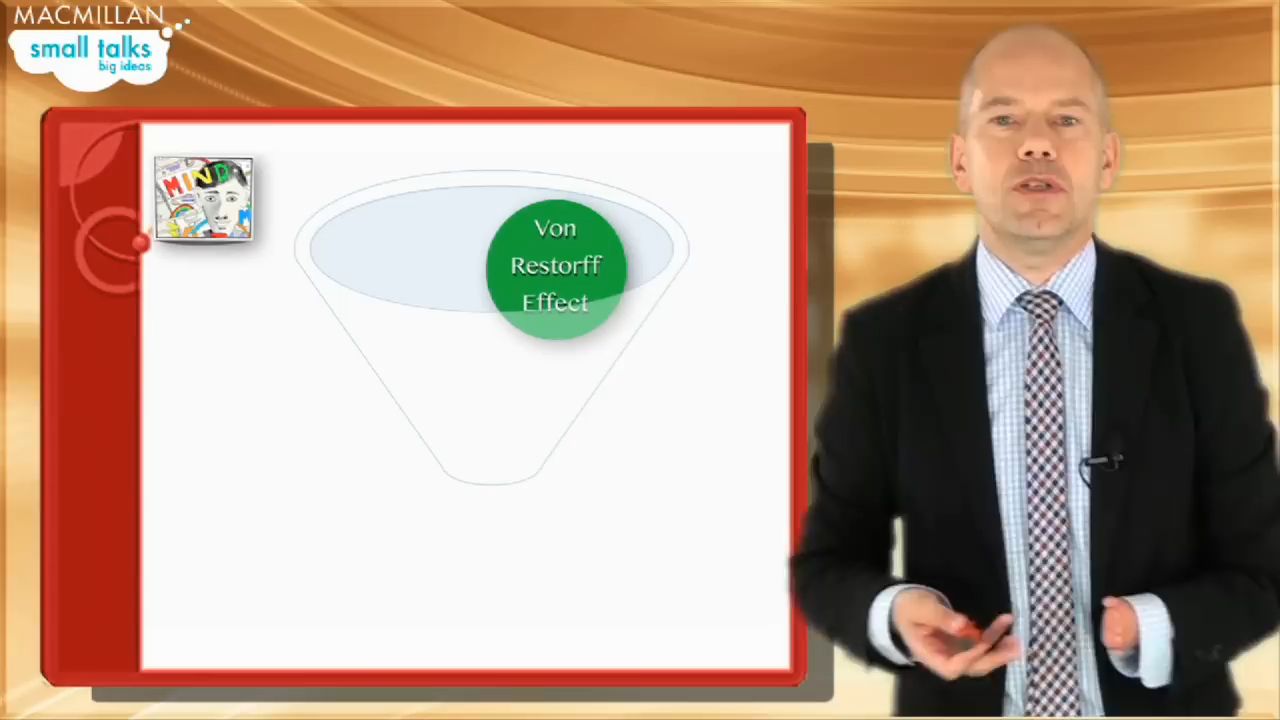 MACMILLAN
small talks
big ideas
MIND
M
Von
Restorff
Effect